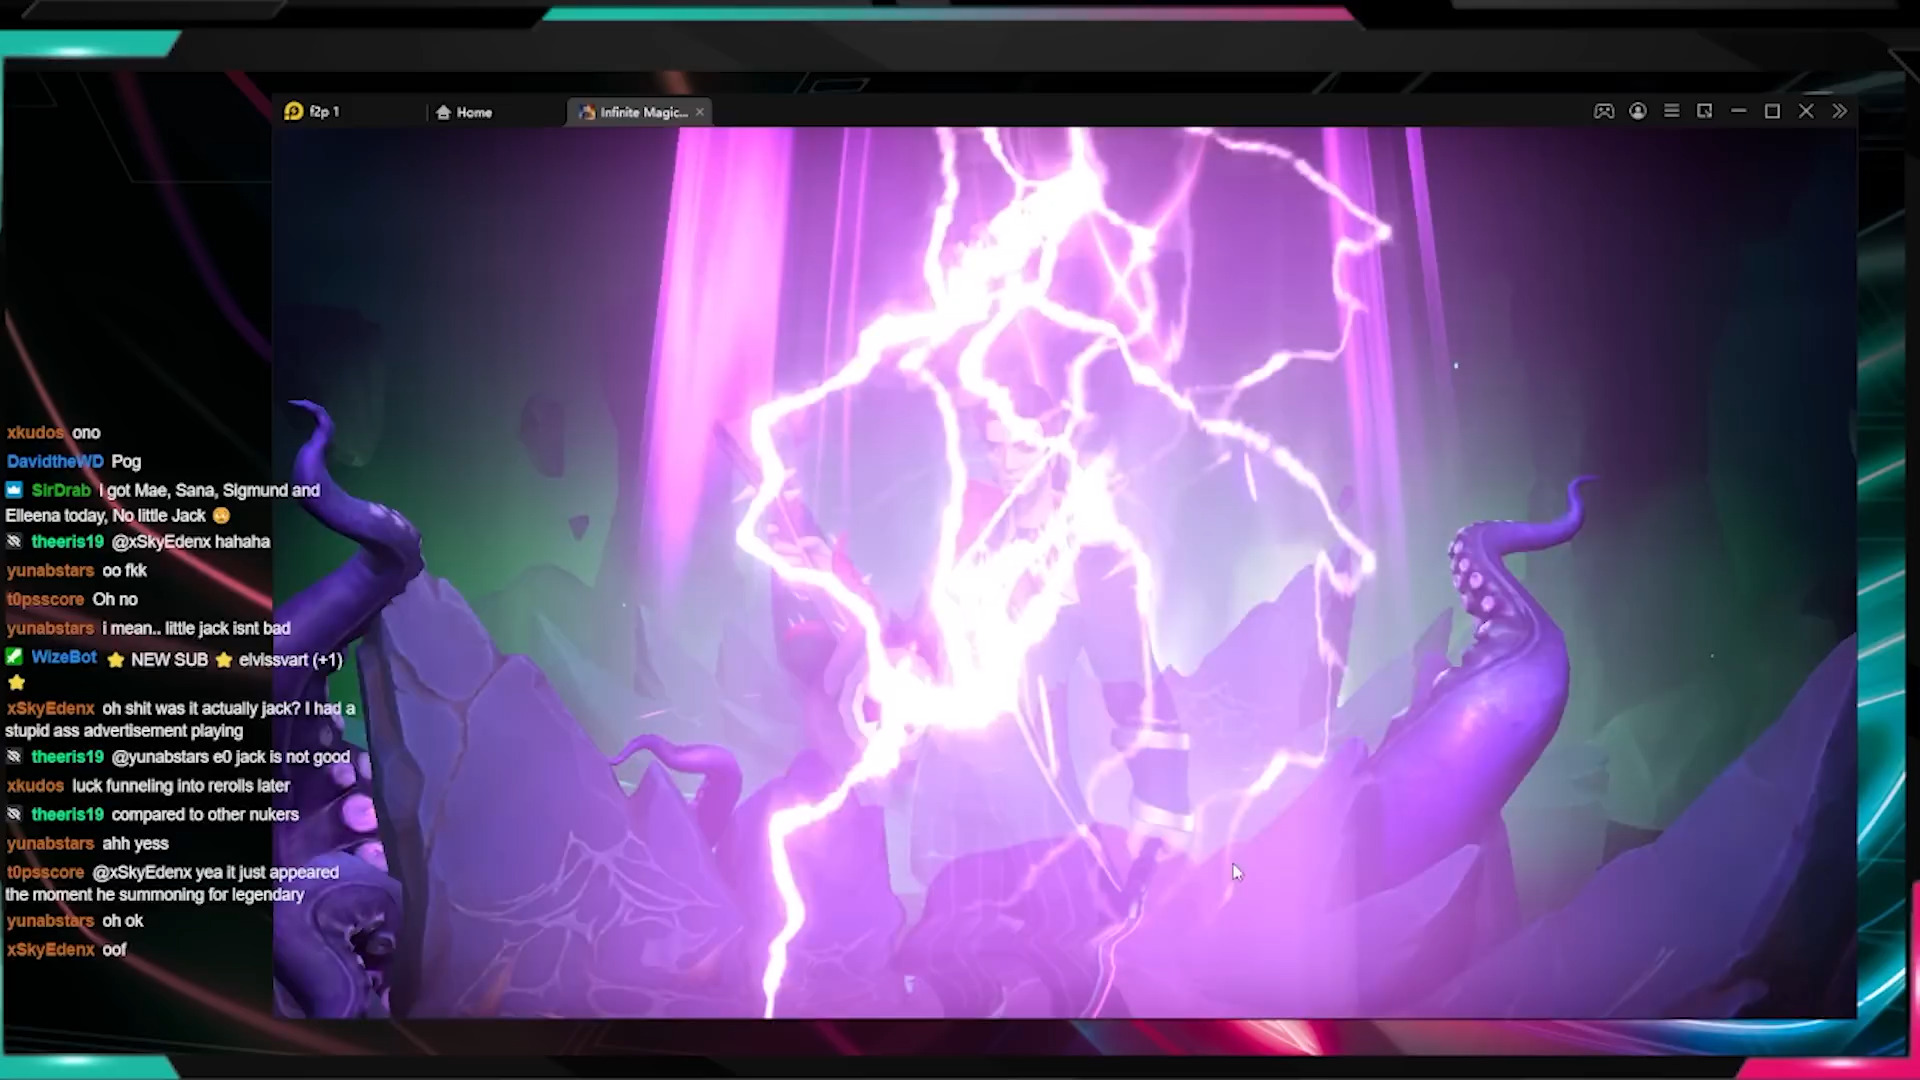 f2p 1
Home
Infinite Magic...
xkudos ono
DavidtheWD Pog
SirDrab I got Mae, Sana, Sigmund and
Elleena today, No little Jack
theeris19 @xSkyEdenx hahaha
yunabstars oo fkk
t0psscore Oh no
yunabstars i mean.. little jack isnt bad
WizeBot NEW SUB elvissvart (+1)
xSkyEdenx oh shit was it actually jack? I had a
stupid ass advertisement playing
theeris19 @yunabstars e0 jack is not good
xkudos luck funneling into rerolls later
theeris19 compared to other nukers
yunabstars ahh yess
t0psscore @xSkyEdenx yea it just appeared
the moment he summoning for legendary
yunabstars oh ok
xSkyEdenx oof